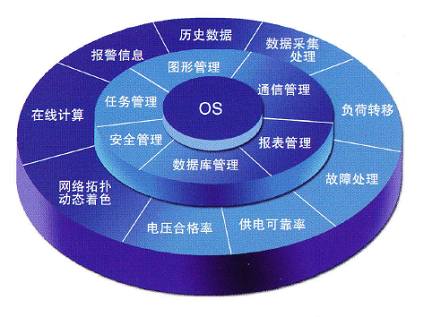 历史数据
数据采集
处理
报警信息
图形管理
通信管理
任务管理
负荷转移
OS
在线计算
安全管理
报表管理
数据库管理
故障处理
网络拓扑
动态着色
电压合格率
供电可靠率